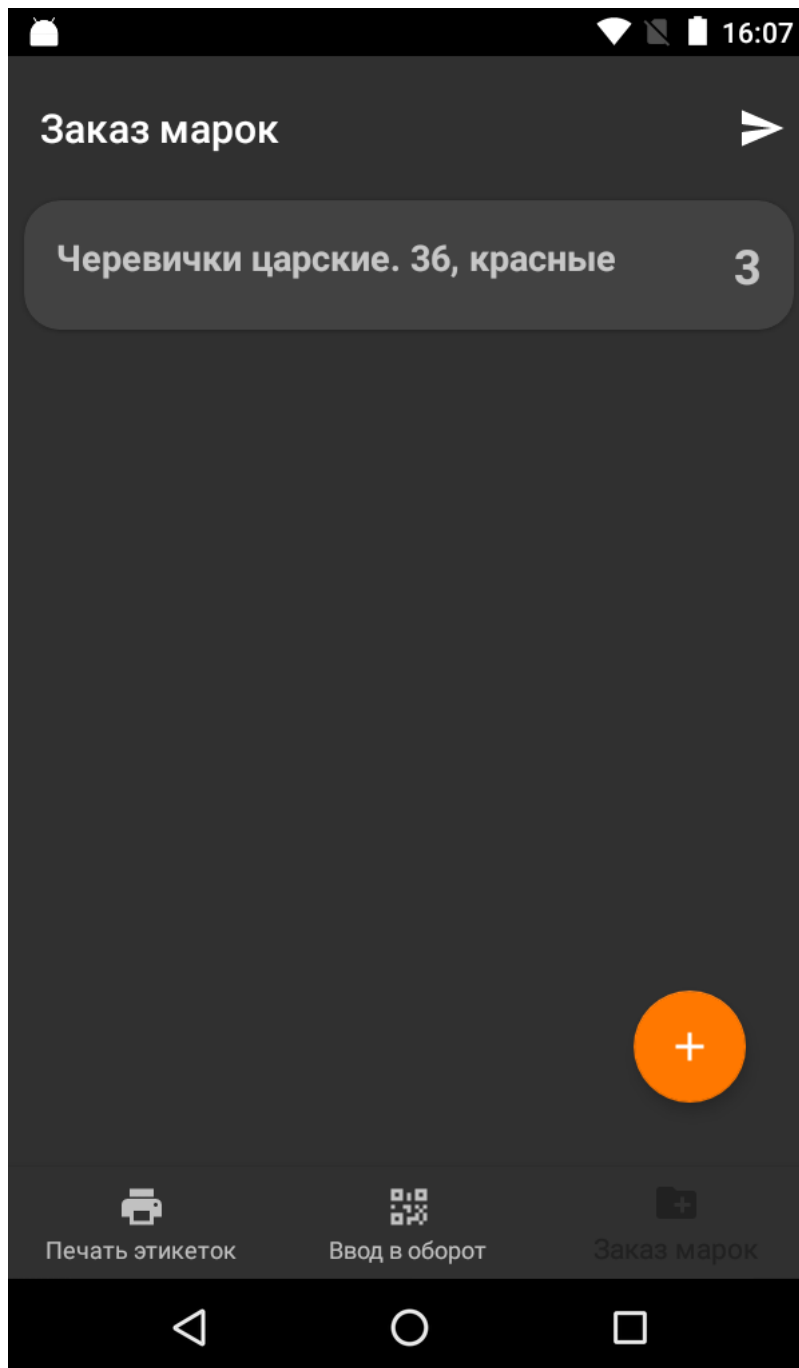 16:07
Заказ марок
Черевички царские. 36, красные
3
Печать этикеток
Ввод в оборот
Заказ марок